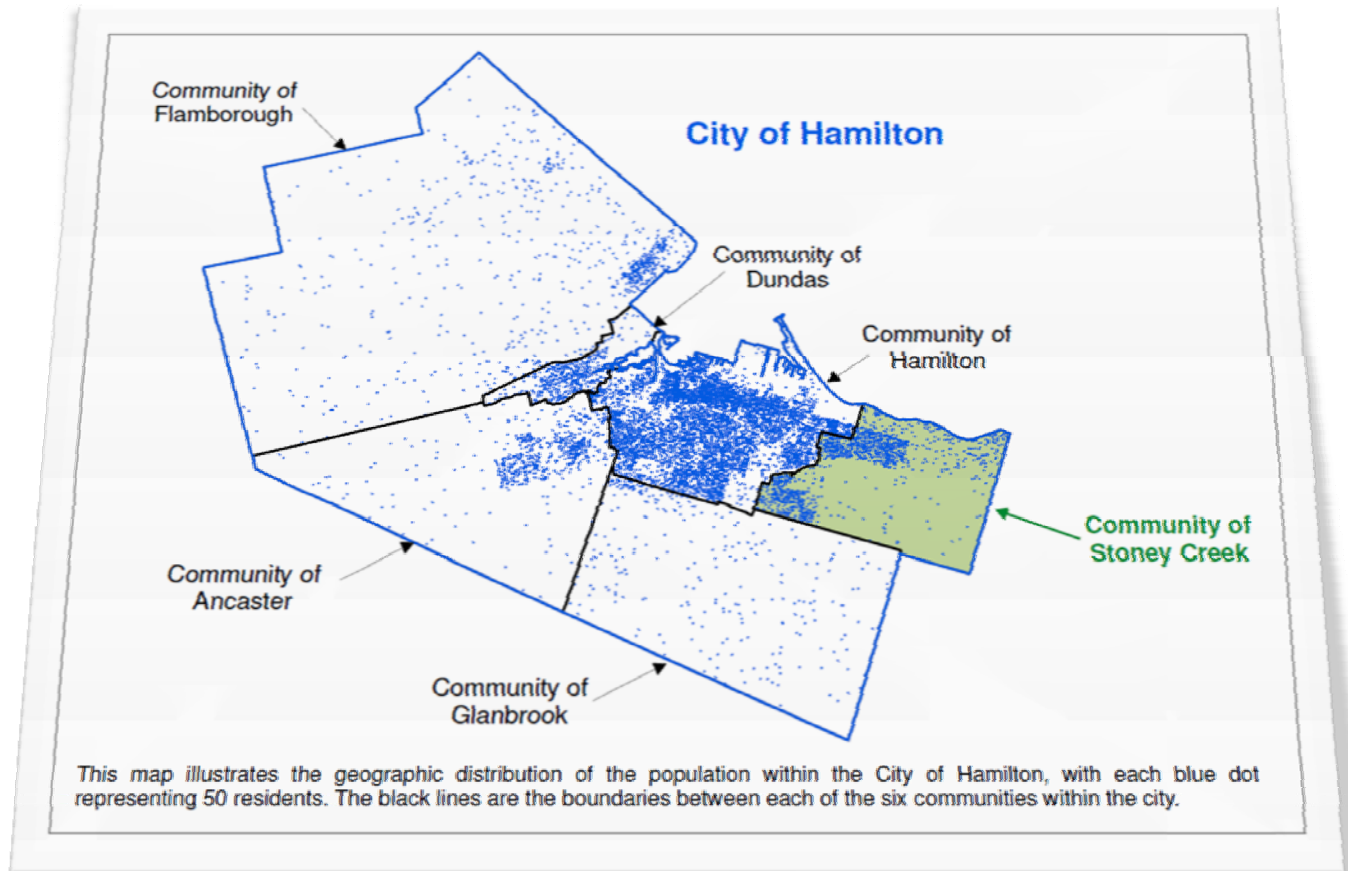 Community of
Flamborough
City of Hamilton
Community of
Dundas
Community of
Hamilton
Community of
Stoney Creek
Community of
Ancaster
Community of
Glanbrook
This map illustrates the geographic distribution of the population within the City of Hamilton, with each blue dot
representing 50 residents. The black lines are the boundaries between each of the six communities within the city.